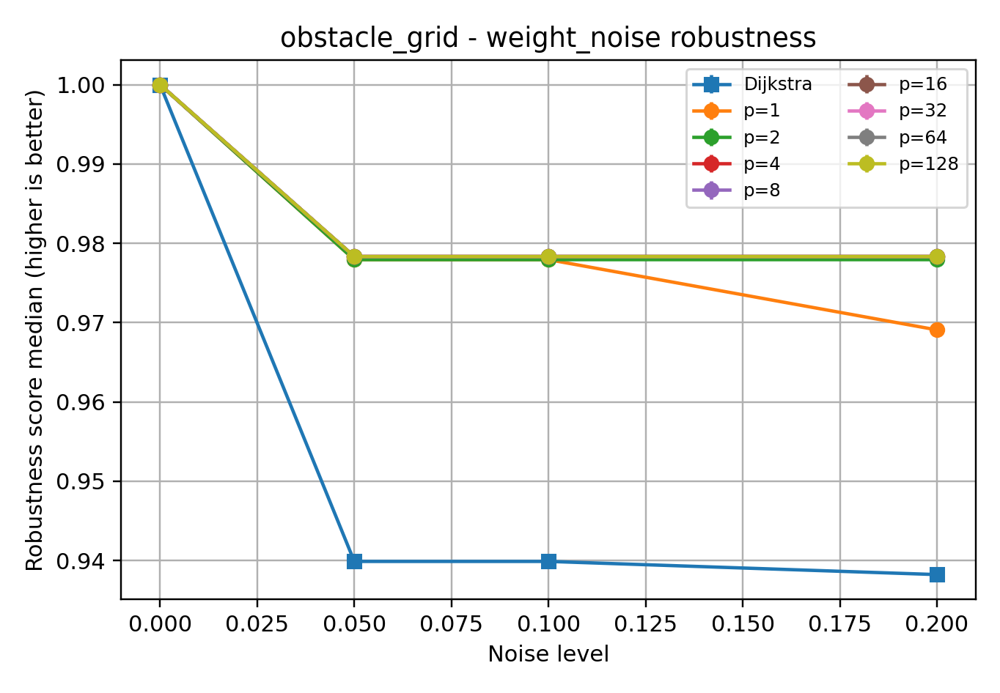 obstacle_grid - weight_noise robustness
Robustness score median (higher is better)
1.00
0.99
0.98
0.97
0.96
0.95
0.94
Dijkstra
p=1
p=2
p=4
p=8
p=16
p=32
p=64
p=128
0.000 0.025 0.050 0.075 0.100 0.125 0.150 0.175 0.200
Noise level